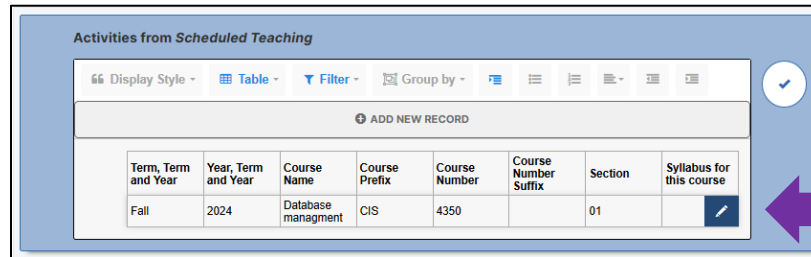 Activities from Scheduled Teaching
Display Style Table Filter Group by
ADD NEW RECORD
Term, Term and Year Year, Term and Year Course Name Course Prefix Course Number Course Number Suffix Section Syllabus for this course
Fall 2024 Database managment CIS 4350 01